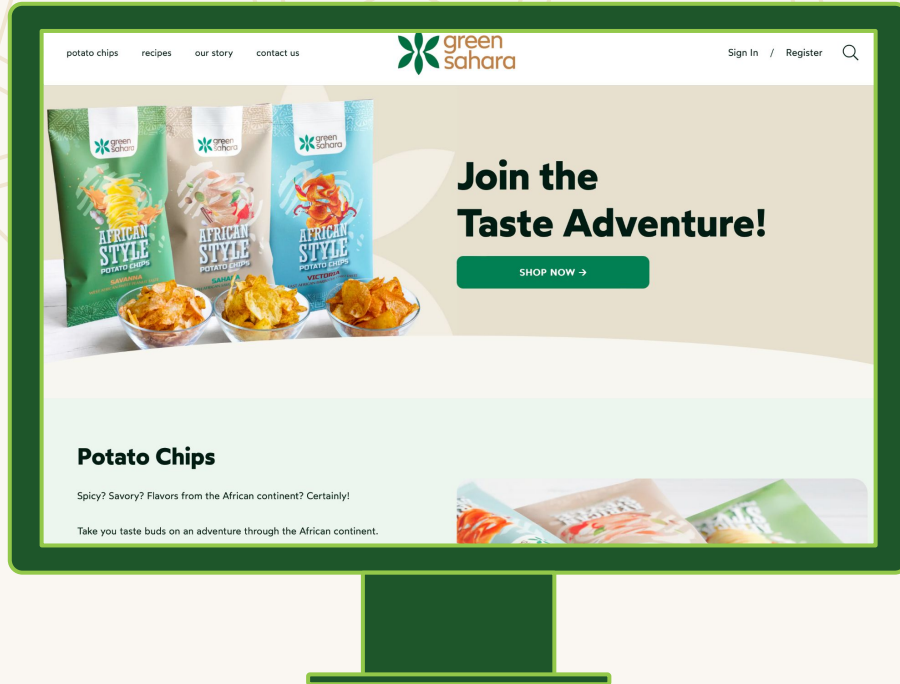 potato chips recipes our story contact us
green
sahara
Sign In / Register
green
sahara
AFRICAN
STYLE
POTATO CHIPS
SAVANNA
green
sahara
AFRICAN
STYLE
POTATO CHIPS
SAHARA
green
sahara
AFRICAN
STYLE
POTATO CHIPS
VICTORIA
Join the
Taste Adventure!
SHOP NOW →
Potato Chips
Spicy? Savory? Flavors from the African continent? Certainly!
Take you taste buds on an adventure through the African continent.